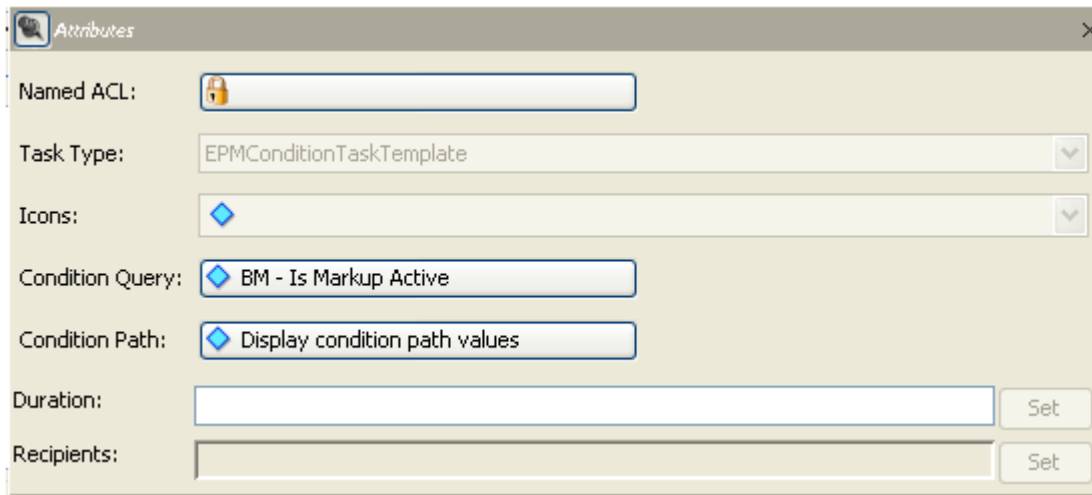 Attributes
Named ACL:
Task Type: EPMConditionTaskTemplate
Icons:
Condition Query: BM - Is Markup Active
Condition Path: Display condition path values
Duration: Set
Recipients: Set